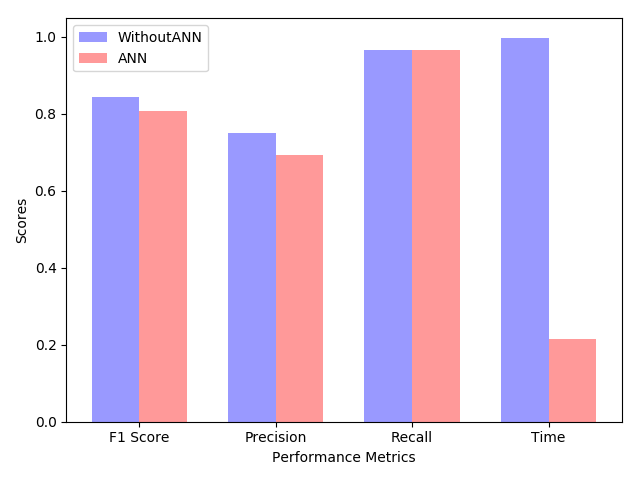 WithoutANN
ANN
1.0
0.8
0.6
0.4
0.2
0.0
Scores
F1 Score Precision Recall Time
Performance Metrics